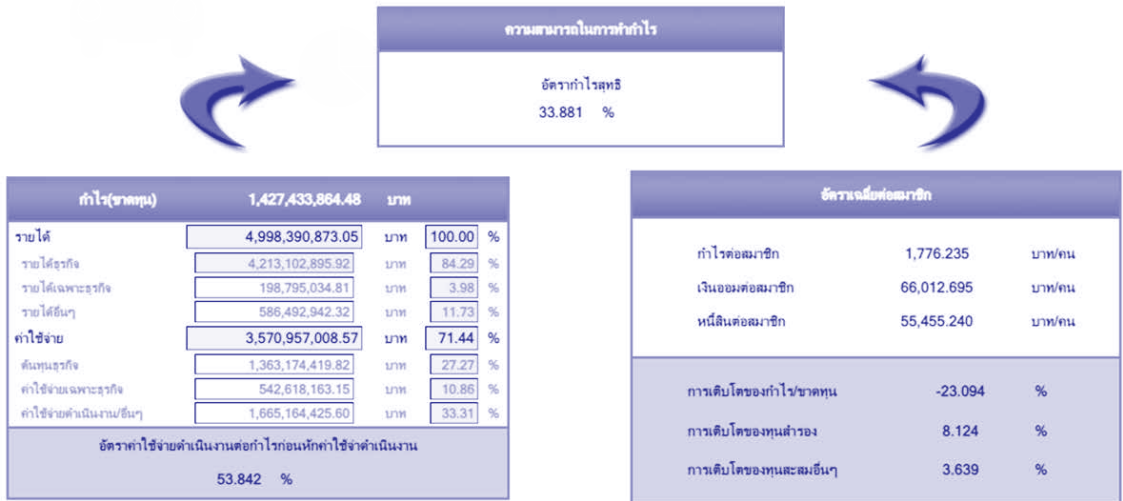 ความสามารถในการทำกำไร
อัตรากำไรสุทธิ
33.881 %
กำไร(ขาดทุน) 1,427,433,864.48 บาท
รายได้ 4,998,390,873.05 บาท 100.00 %
รายได้ธุรกิจ 4,213,102,895.92 บาท 84.29 %
รายได้เฉพาะธุรกิจ 198,795,034.81 บาท 3.98 %
รายได้อื่นๆ 586,492,942.32 บาท 11.73 %
ค่าใช้จ่าย 3,570,957,008.57 บาท 71.44 %
ต้นทุนธุรกิจ 1,363,174,419.82 บาท 27.27 %
ค่าใช้จ่ายเฉพาะธุรกิจ 542,618,163.15 บาท 10.86 %
ค่าใช้จ่ายดำเนินงาน/อื่นๆ 1,665,164,425.60 บาท 33.31 %
อัตราค่าใช้จ่ายดำเนินงานต่อกำไรก่อนหักค่าใช้จ่าดำเนินงาน
53.842 %
อัตราเฉลี่ยต่อสมาชิก
กำไรต่อสมาชิก 1,776.235 บาท/คน
เงินออมต่อสมาชิก 66,012.695 บาท/คน
หนี้สินต่อสมาชิก 55,455.240 บาท/คน
การเติบโตของกำไร/ขาดทุน -23.094 %
การเติบโตของทุนสำรอง 8.124 %
การเติบโตของทุนสะสมอื่นๆ 3.639 %